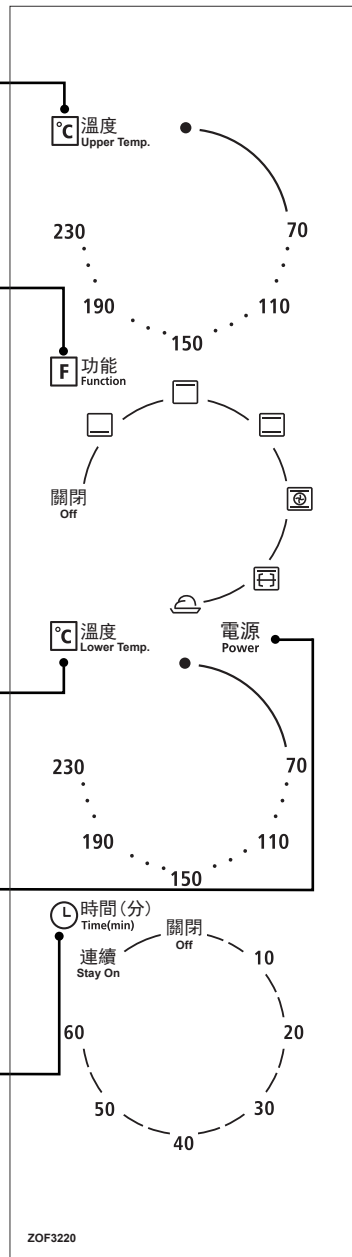 °C 溫度
Upper Temp.
230
70
190
110
150
F 功能
Function
關閉
Off
°C 溫度
Lower Temp.
電源
Power
230
70
190
110
150
時間(分)
Time(min)
關閉
Off
連續
Stay On
10
60
20
50
30
40
ZOF3220